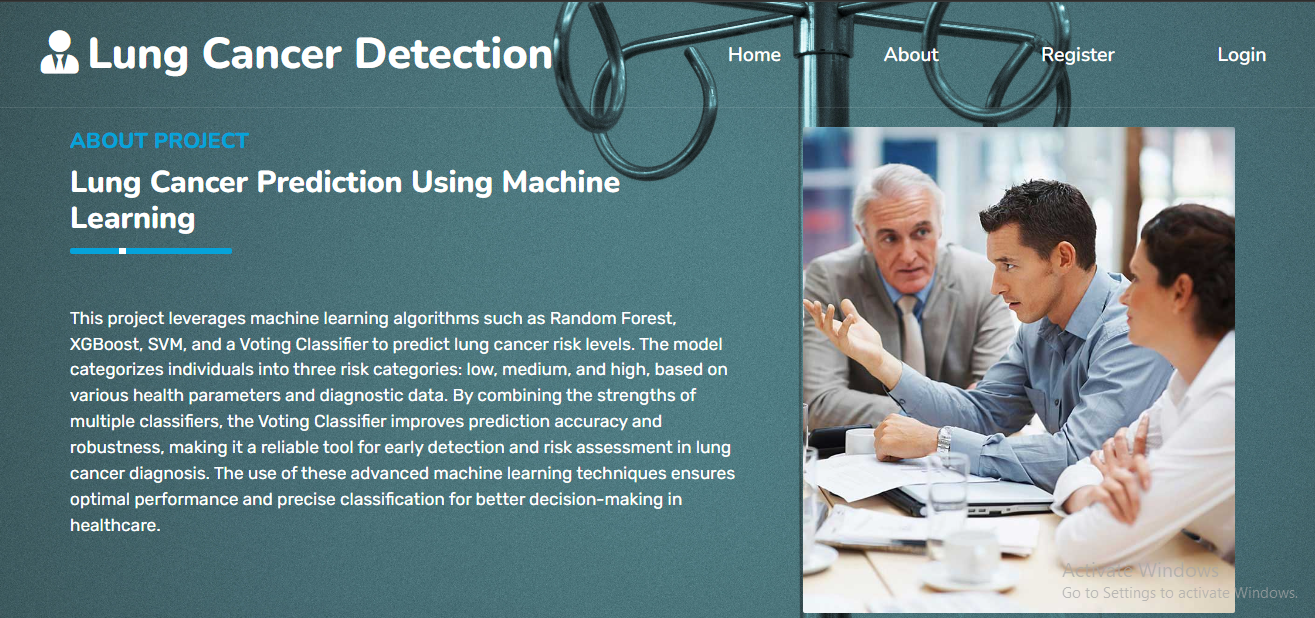 Lung Cancer Detection
Home
About
Register
Login
ABOUT PROJECT
Lung Cancer Prediction Using Machine
Learning
This project leverages machine learning algorithms such as Random Forest,
XGBoost, SVM, and a Voting Classifier to predict lung cancer risk levels. The model
categorizes individuals into three risk categories: low, medium, and high, based on
various health parameters and diagnostic data. By combining the strengths of
multiple classifiers, the Voting Classifier improves prediction accuracy and
robustness, making it a reliable tool for early detection and risk assessment in lung
cancer diagnosis. The use of these advanced machine learning techniques ensures
optimal performance and precise classification for better decision-making in
healthcare.
Activate Windows
Go to Settings to activate Windows.